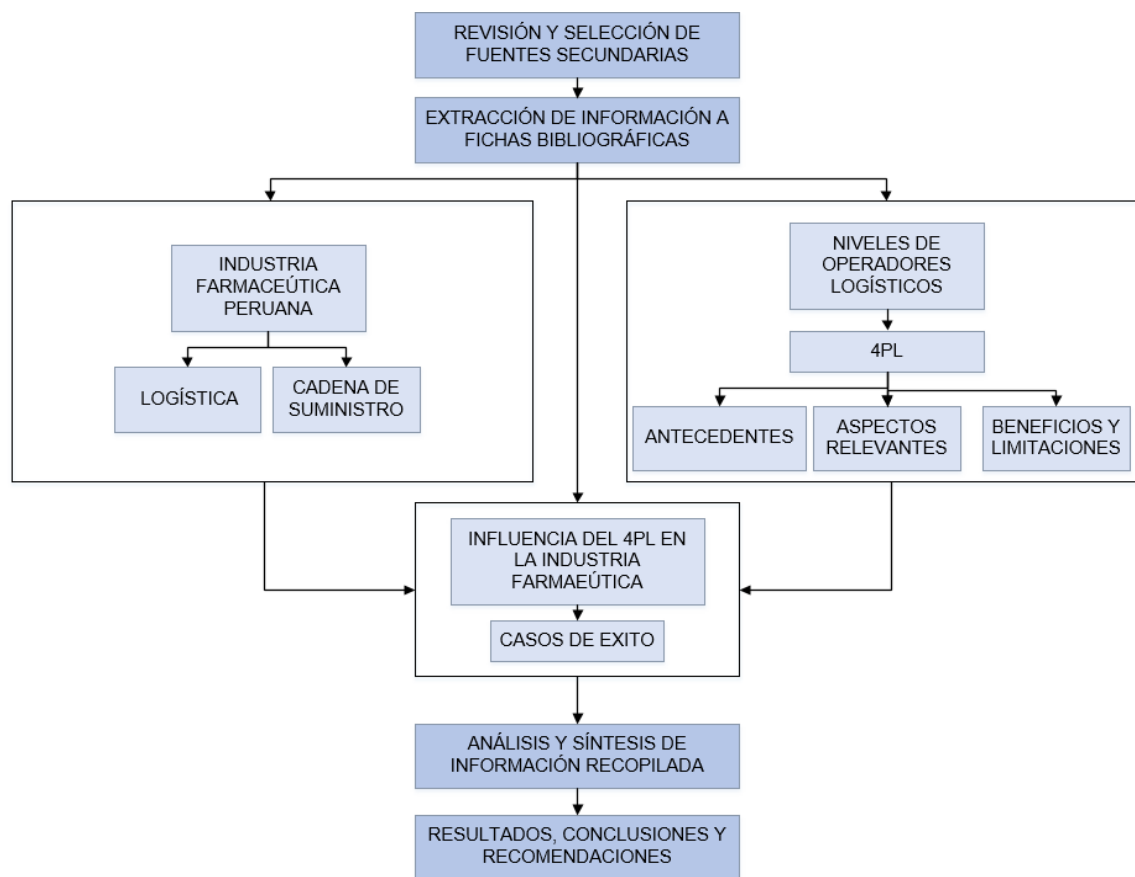 REVISIÓN Y SELECCIÓN DE
FUENTES SECUNDARIAS
EXTRACCIÓN DE INFORMACIÓN A
FICHAS BIBLIOGRÁFICAS
INDUSTRIA
FARMACEÚTICA
PERUANA
LOGÍSTICA
CADENA DE
SUMINISTRO
NIVELES DE
OPERADORES
LOGÍSTICOS
4PL
ANTECEDENTES
ASPECTOS
RELEVANTES
BENEFICIOS Y
LIMITACIONES
INFLUENCIA DEL 4PL EN
LA INDUSTRIA
FARMAEÚTICA
CASOS DE EXITO
ANÁLISIS Y SÍNTESIS DE
INFORMACIÓN RECOPILADA
RESULTADOS, CONCLUSIONES Y
RECOMENDACIONES